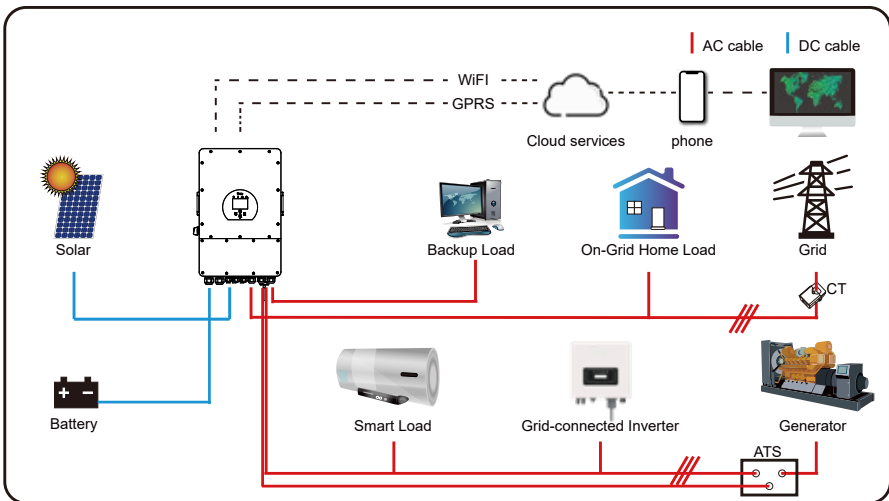 AC cable
DC cable
WiFI
GPRS
Cloud services
phone
Solar
Backup Load
On-Grid Home Load
Grid
CT
Battery
Smart Load
Grid-connected Inverter
Generator
ATS